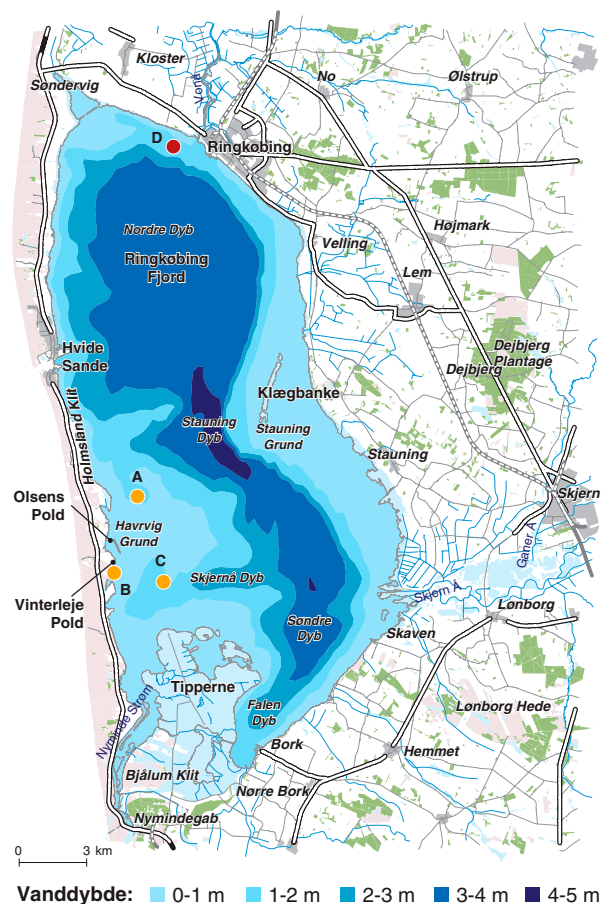 Kloster
No
Ølstrup
Søndervig
Vonå
D
Ringkøbing
Nordre Dyb
Ringkøbing
Fjord
Højmark
Velling
Lem
Hvide
Sande
Dejbjerg
Plantage
Dejbjerg
Klægbanke
Holmsland Klit
Stauning
Dyb
Stauning
Grund
Stauning
A
Olsens
Pold
Skjern
Havrvig
Grund
Ganer Å
C
Skjernå Dyb
B
Skjern Å
Vinterleje
Pold
Lønborg
Søndre
Dyb
Skaven
Tipperne
Nyminde Strøm
Falen
Dyb
Lønborg Hede
Bork
Hemmet
Bjålum Klit
Nørre Bork
Nymindegab
0 3 km
Vanddybde: 0-1 m 1-2 m 2-3 m 3-4 m 4-5 m